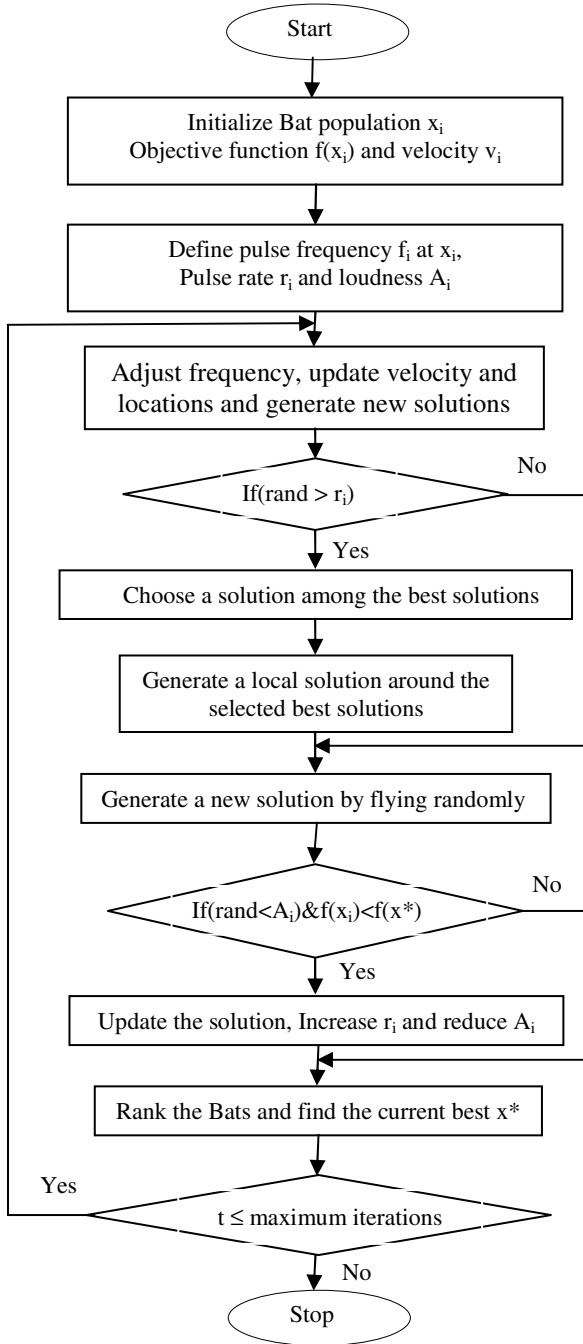 Start
Initialize Bat population xi
Objective function f(xi) and velocity vi
Define pulse frequency fi at xi,
Pulse rate ri and loudness Ai
Adjust frequency, update velocity and
locations and generate new solutions
No
If(rand > ri)
Yes
Choose a solution among the best solutions
Generate a local solution around the
selected best solutions
Generate a new solution by flying randomly
No
If(rand<Ai)&f(xi)<f(x*)
Yes
Update the solution, Increase ri and reduce Ai
Rank the Bats and find the current best x*
Yes
t ≤ maximum iterations
No
Stop